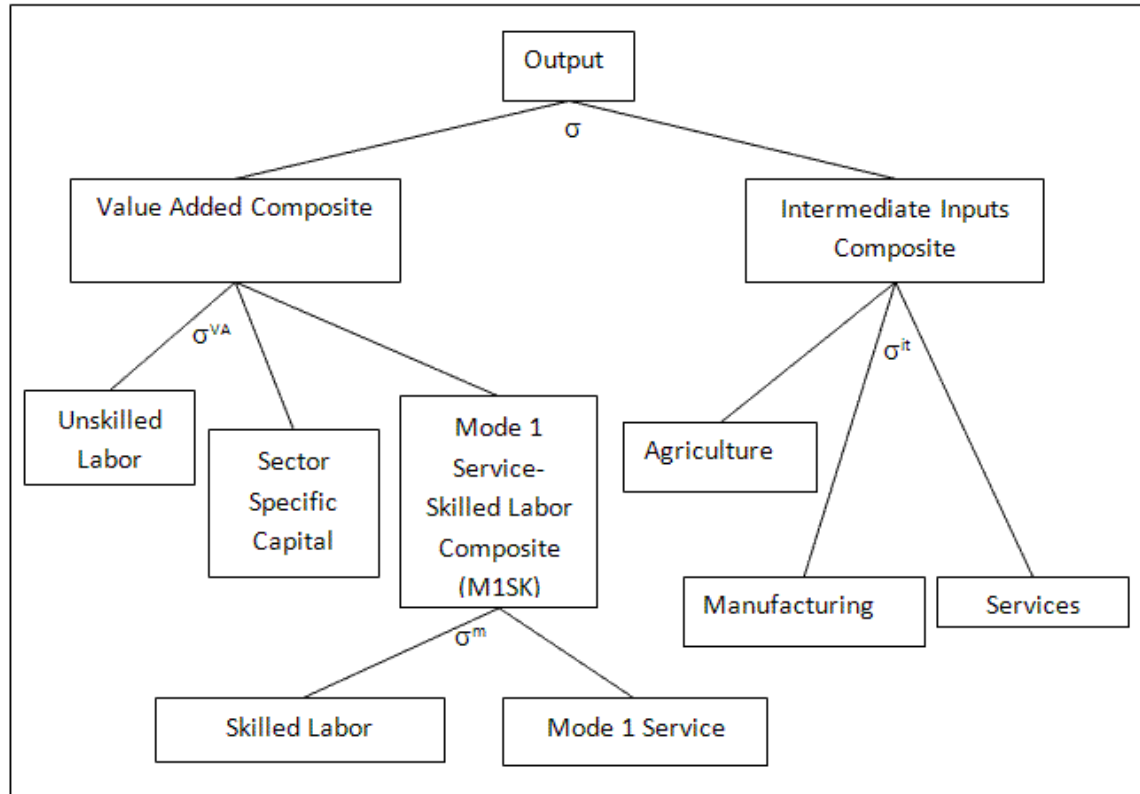 Output
σ
Value Added Composite
Intermediate Inputs
Composite
σVA
σit
Unskilled
Labor
Sector
Specific
Capital
Mode 1
Service-
Skilled Labor
Composite
(M1SK)
Agriculture
Manufacturing
Services
σm
Skilled Labor
Mode 1 Service